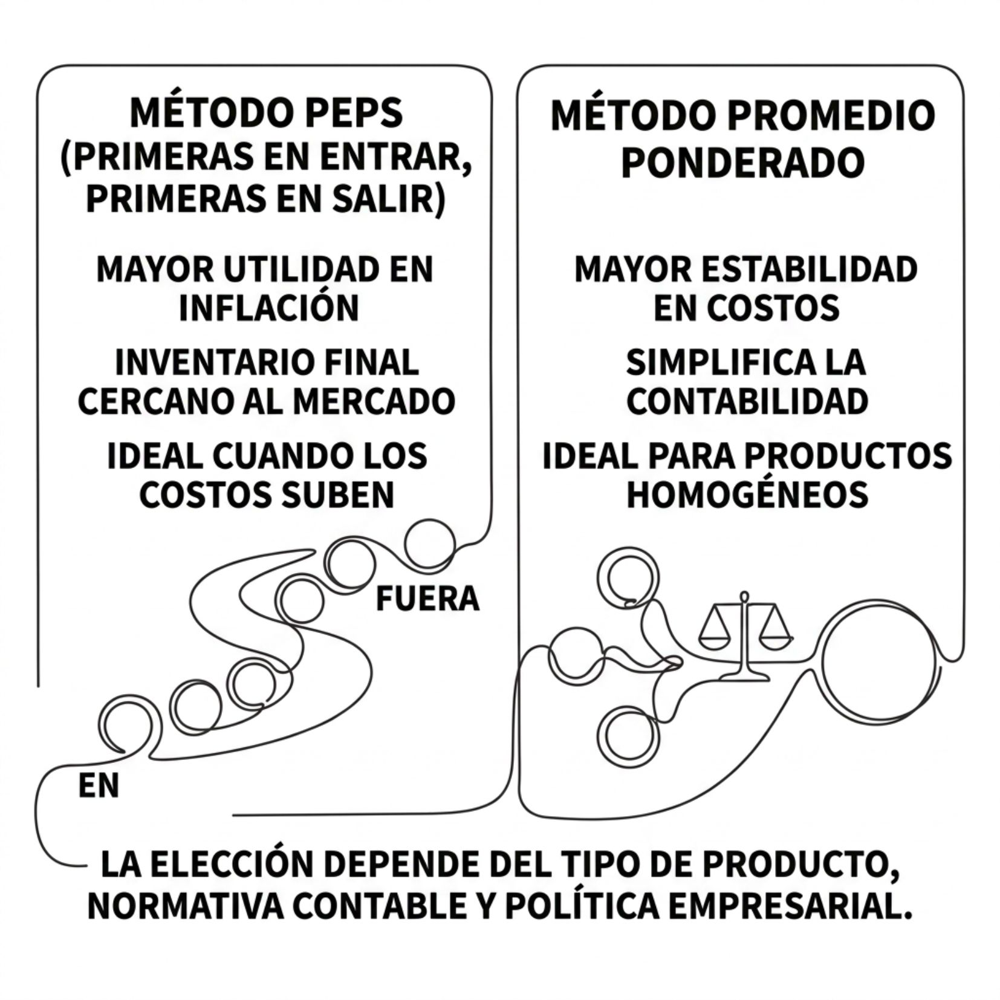 MÉTODO PEPS
(PRIMERAS EN ENTRAR,
PRIMERAS EN SALIR)
MAYOR UTILIDAD EN
INFLACIÓN
INVENTARIO FINAL
CERCANO AL MERCADO
IDEAL CUANDO LOS
COSTOS SUBEN
FUERA
EN
MÉTODO PROMEDIO
PONDERADO
MAYOR ESTABILIDAD
EN COSTOS
SIMPLIFICA LA
CONTABILIDAD
IDEAL PARA PRODUCTOS
HOMOGÉNEOS
LA ELECCIÓN DEPENDE DEL TIPO DE PRODUCTO,
NORMATIVA CONTABLE Y POLÍTICA EMPRESARIAL.